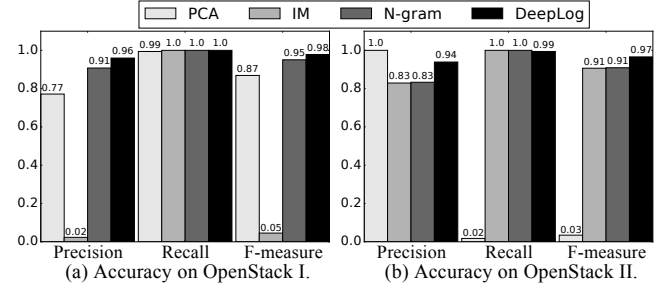 PCA IM N-gram DeepLog
1.0
0.8
0.6
0.4
0.2
0.0
0.77 0.02 0.91 0.96
0.99 1.0 1.0 1.0
0.87 0.05 0.95 0.98
Precision Recall F-measure
(a) Accuracy on OpenStack I.
1.0
0.8
0.6
0.4
0.2
0.0
1.0 0.83 0.83 0.94
0.02 1.0 1.0 0.99
0.03 0.91 0.91 0.97
Precision Recall F-measure
(b) Accuracy on OpenStack II.